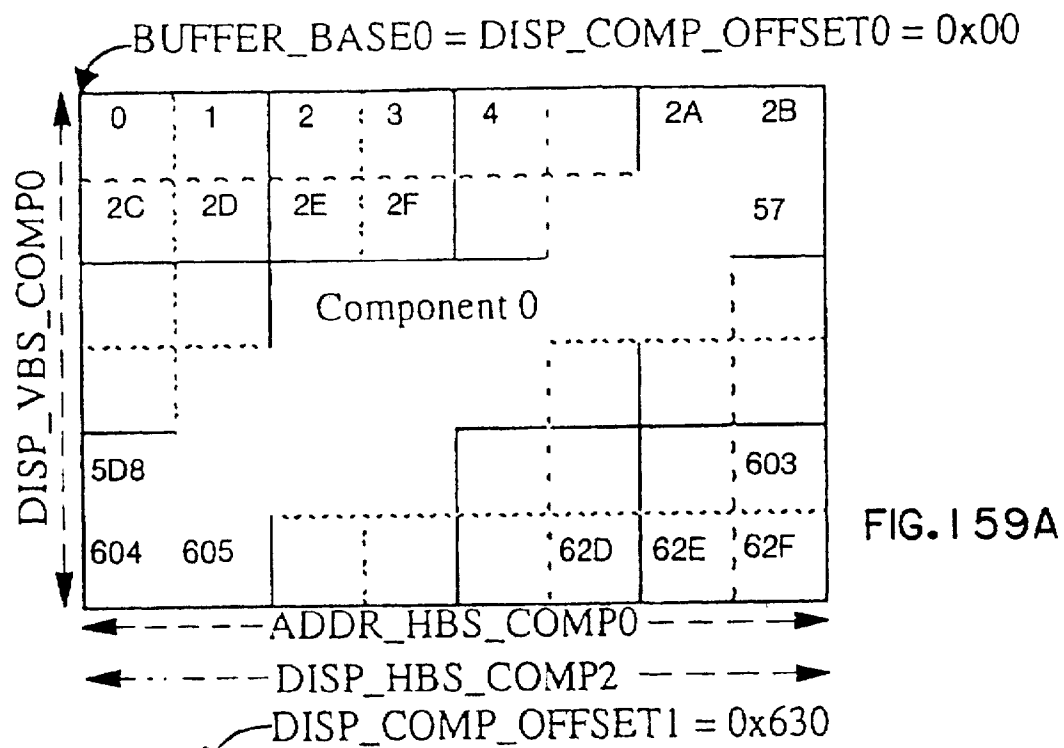 BUFFER_BASE0 = DISP_COMP_OFFSET0 = 0x00
0 1 2 3 4 2A 2B
2C 2D 2E 2F 57
DISP_VBS_COMP0
Component 0
5D8 603
604 605 62D 62E 62F
FIG.159A
ADDR_HBS_COMP0
DISP_HBS_COMP2
DISP_COMP_OFFSET1 = 0x630